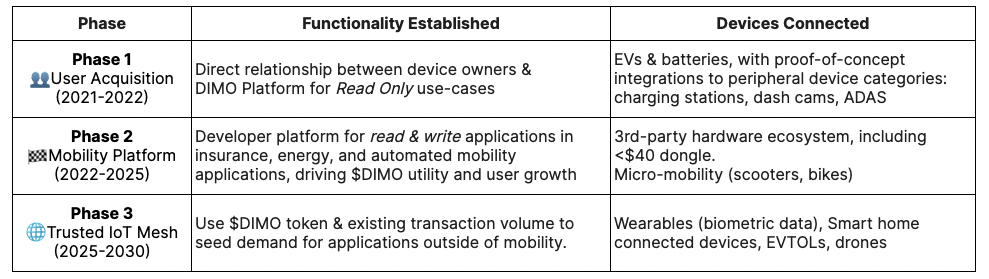 Phase
Functionality Established
Devices Connected
Phase 1
👥User Acquisition
(2021-2022)
Direct relationship between device owners &
DIMO Platform for Read Only use-cases
EVs & batteries, with proof-of-concept
integrations to peripheral device categories:
charging stations, dash cams, ADAS
Phase 2
🏁Mobility Platform
(2022-2025)
Developer platform for read & write applications in
insurance, energy, and automated mobility
applications, driving $DIMO utility and user growth
3rd-party hardware ecosystem, including
<$40 dongle.
Micro-mobility (scooters, bikes)
Phase 3
🌐Trusted IoT Mesh
(2025-2030)
Use $DIMO token & existing transaction volume to
seed demand for applications outside of mobility.
Wearables (biometric data), Smart home
connected devices, EVTOLs, drones